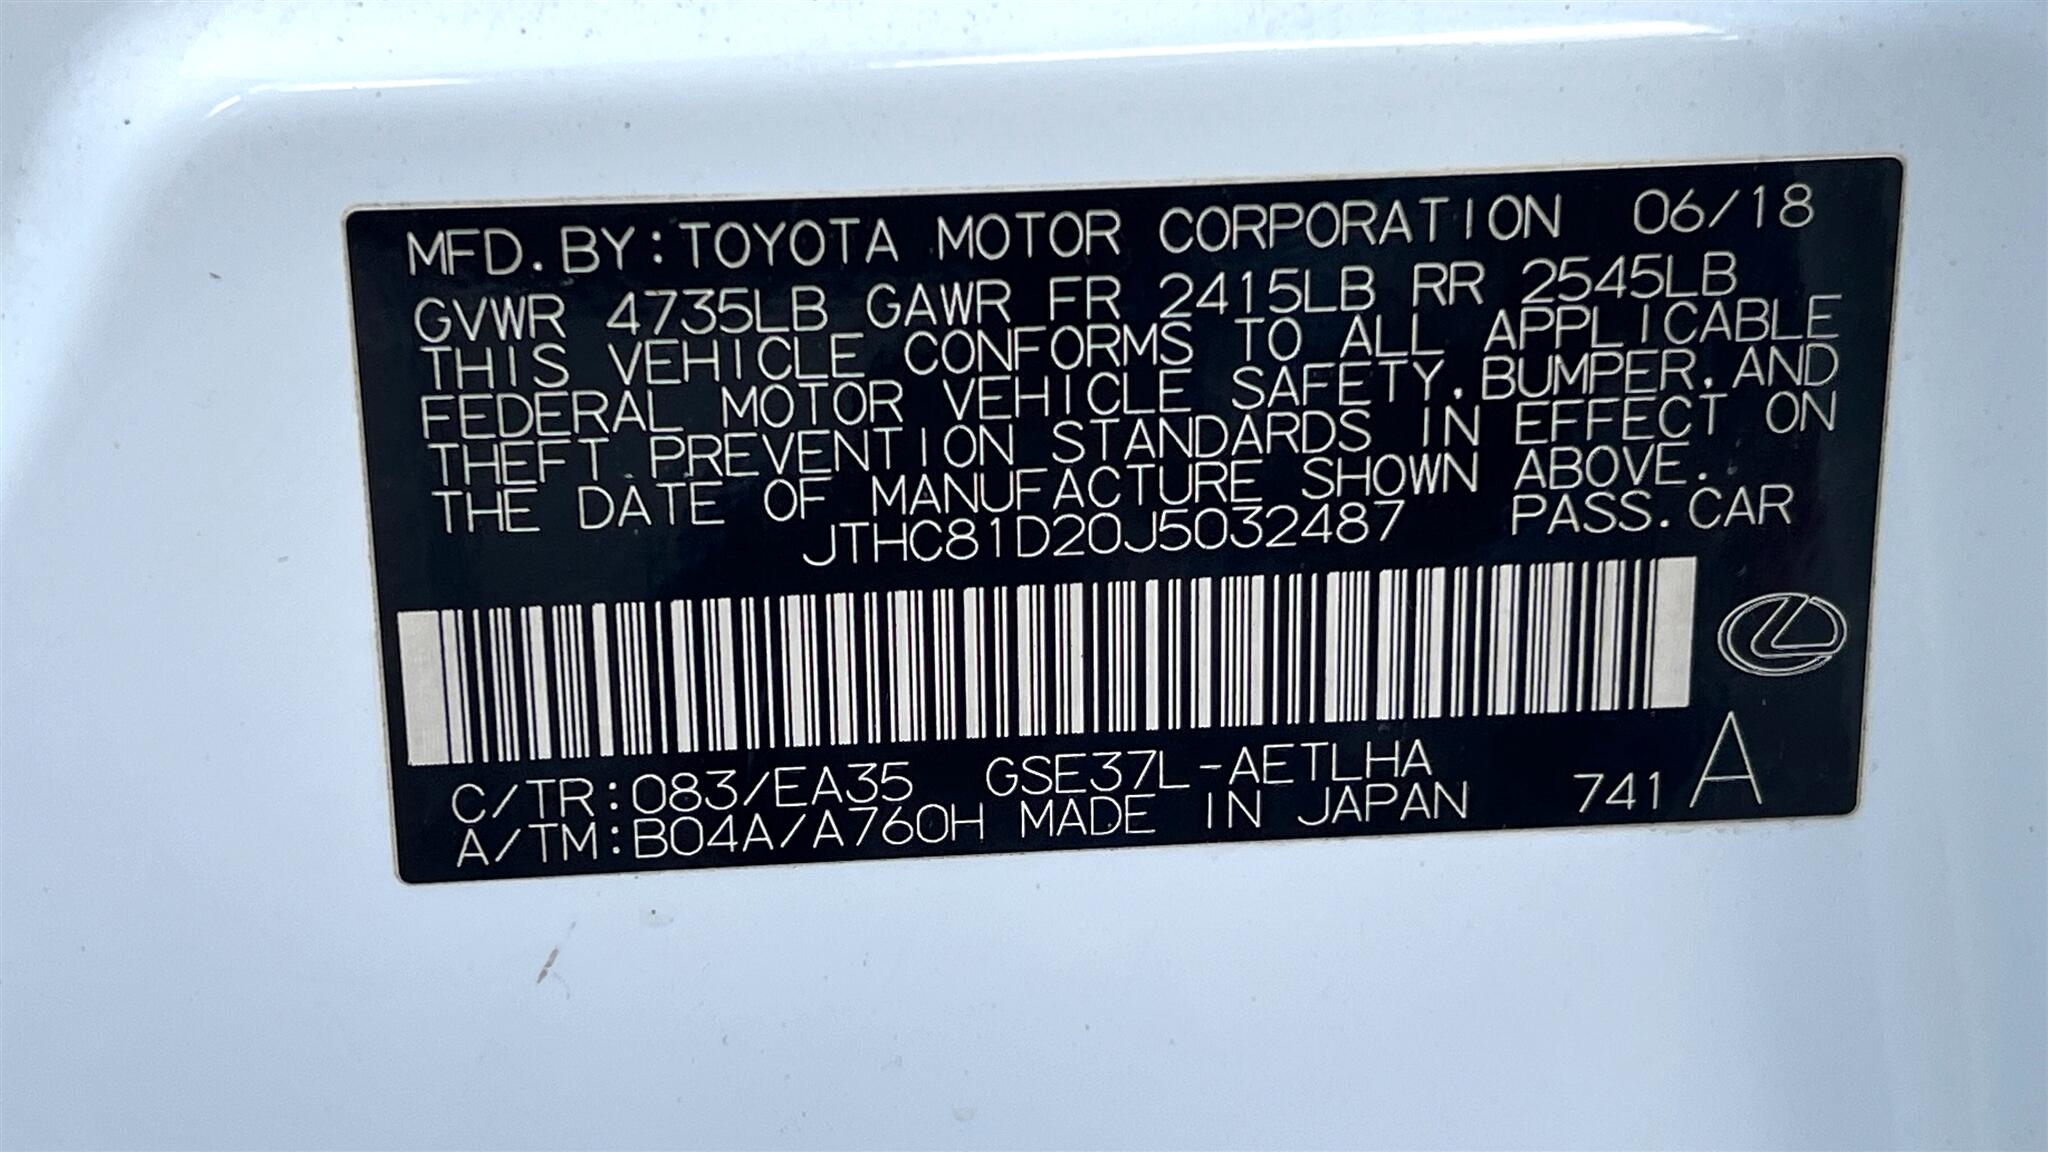 MFD.BY:TOYOTA MOTOR CORPORATION 06/18
GVWR 4735LB GAWR FR 2415LB RR 2545LB
THIS VEHICLE CONFORMS TO ALL APPLICABLE
FEDERAL MOTOR VEHICLE SAFETY,BUMPER,AND
THEFT PREVENTION STANDARDS IN EFFECT ON
THE DATE OF MANUFACTURE SHOWN ABOVE.
JTHC81D20J5032487 PASS.CAR
C/TR:083/EA35 GSE37L-AETLHA
A/TM:B04A/A760H MADE IN JAPAN 741 A